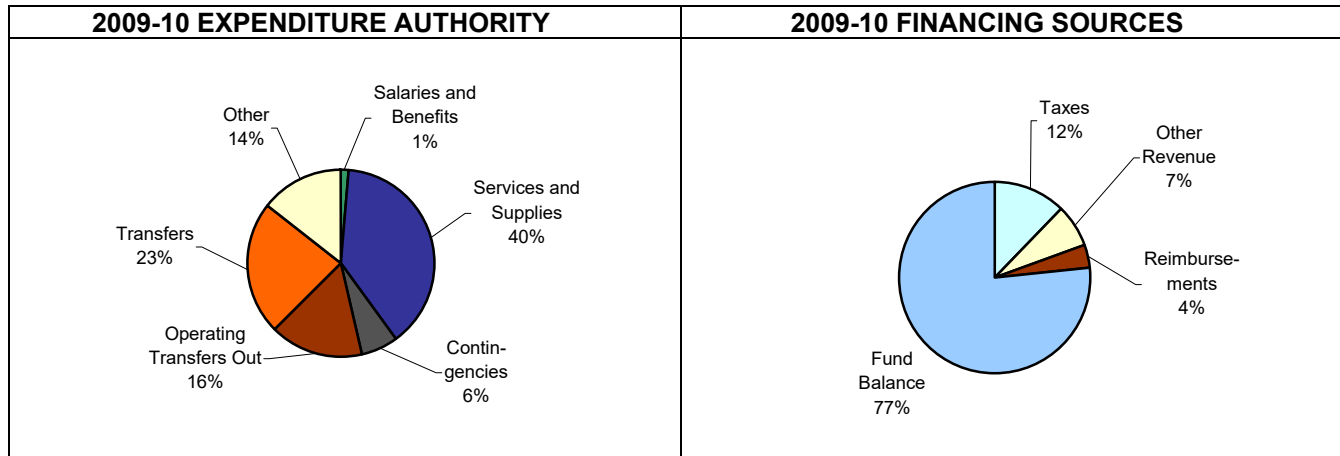 2009-10 EXPENDITURE AUTHORITY
Salaries and
Benefits
1%
Other
14%
Services and
Supplies
40%
Transfers
23%
Operating
Transfers Out
16%
Contin-
gencies
6%
2009-10 FINANCING SOURCES
Taxes
12%
Other
Revenue
7%
Reimburse-
ments
4%
Fund
Balance
77%